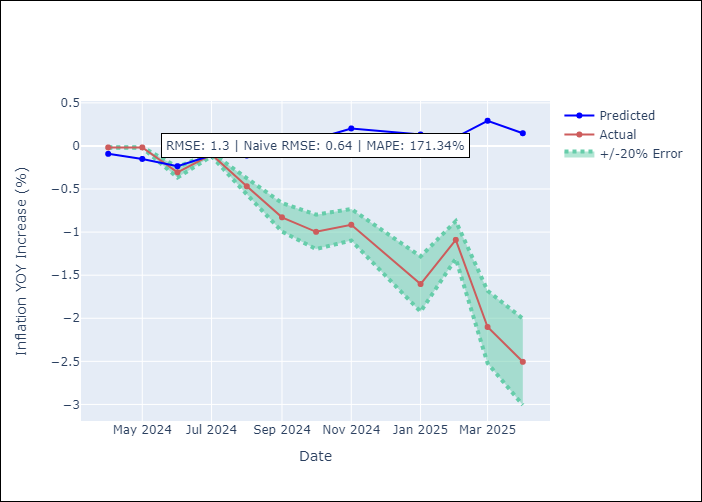 0.5
0
−0.5
−1
−1.5
−2
−2.5
−3
Inflation YOY Increase (%)
RMSE: 1.3 | Naive RMSE: 0.64 | MAPE: 171.34%
May 2024
Jul 2024
Sep 2024
Nov 2024
Jan 2025
Mar 2025
Date
Predicted
Actual
+/-20% Error